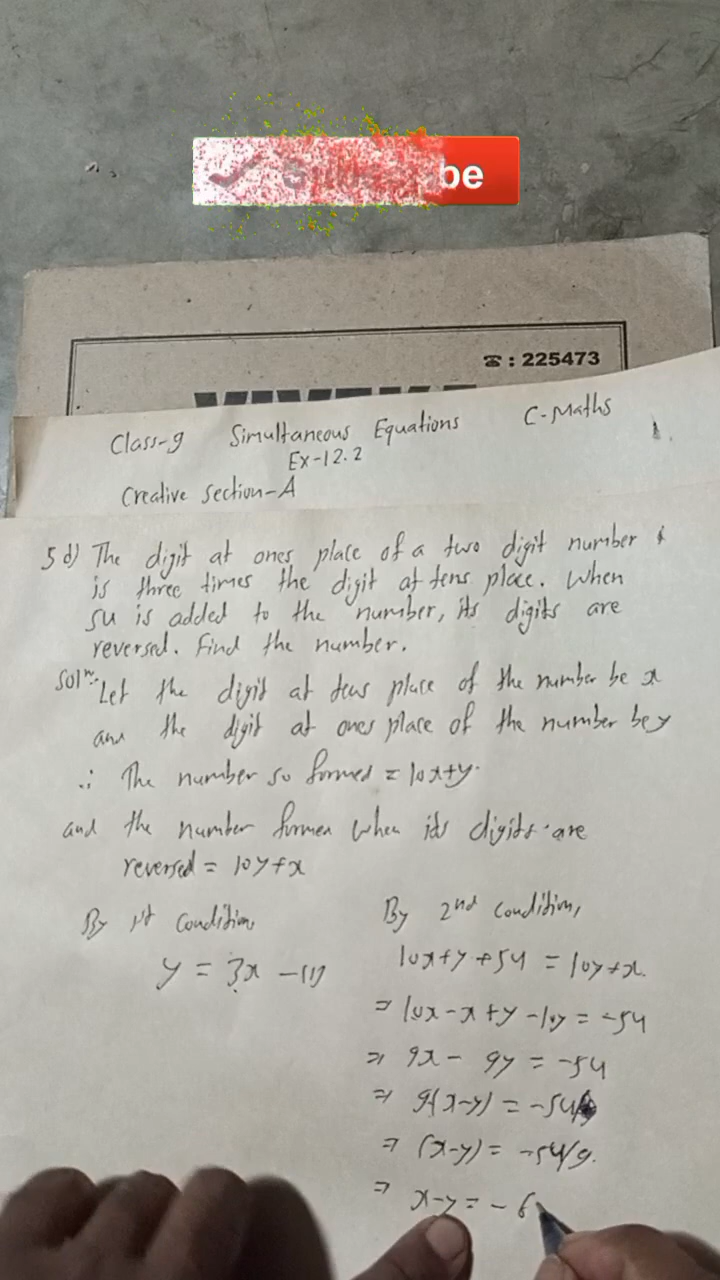 be
☎ : 225473
Class-9 Simultaneous Equations C-Maths
Ex-12.2
Creative Section-A
5 d) The digit at ones place of a two digit number
is three times the digit at tens place. When
54 is added to the number, its digits are
reversed. Find the number.
Solⁿ: Let the digit at tens place of the number be x
and the digit at ones place of the number be y
∴ The number so formed = 10x+y.
and the number formed when its digits are
reversed = 10y+x
By 1st condition,
y = 3x -(1)
By 2nd condition,
10x+y+54 = 10y+x.
⇒ 10x-x+y-10y = -54
⇒ 9x - 9y = -54
⇒ 9(x-y) = -54
⇒ (x-y) = -54/9.
⇒ x-y = -6